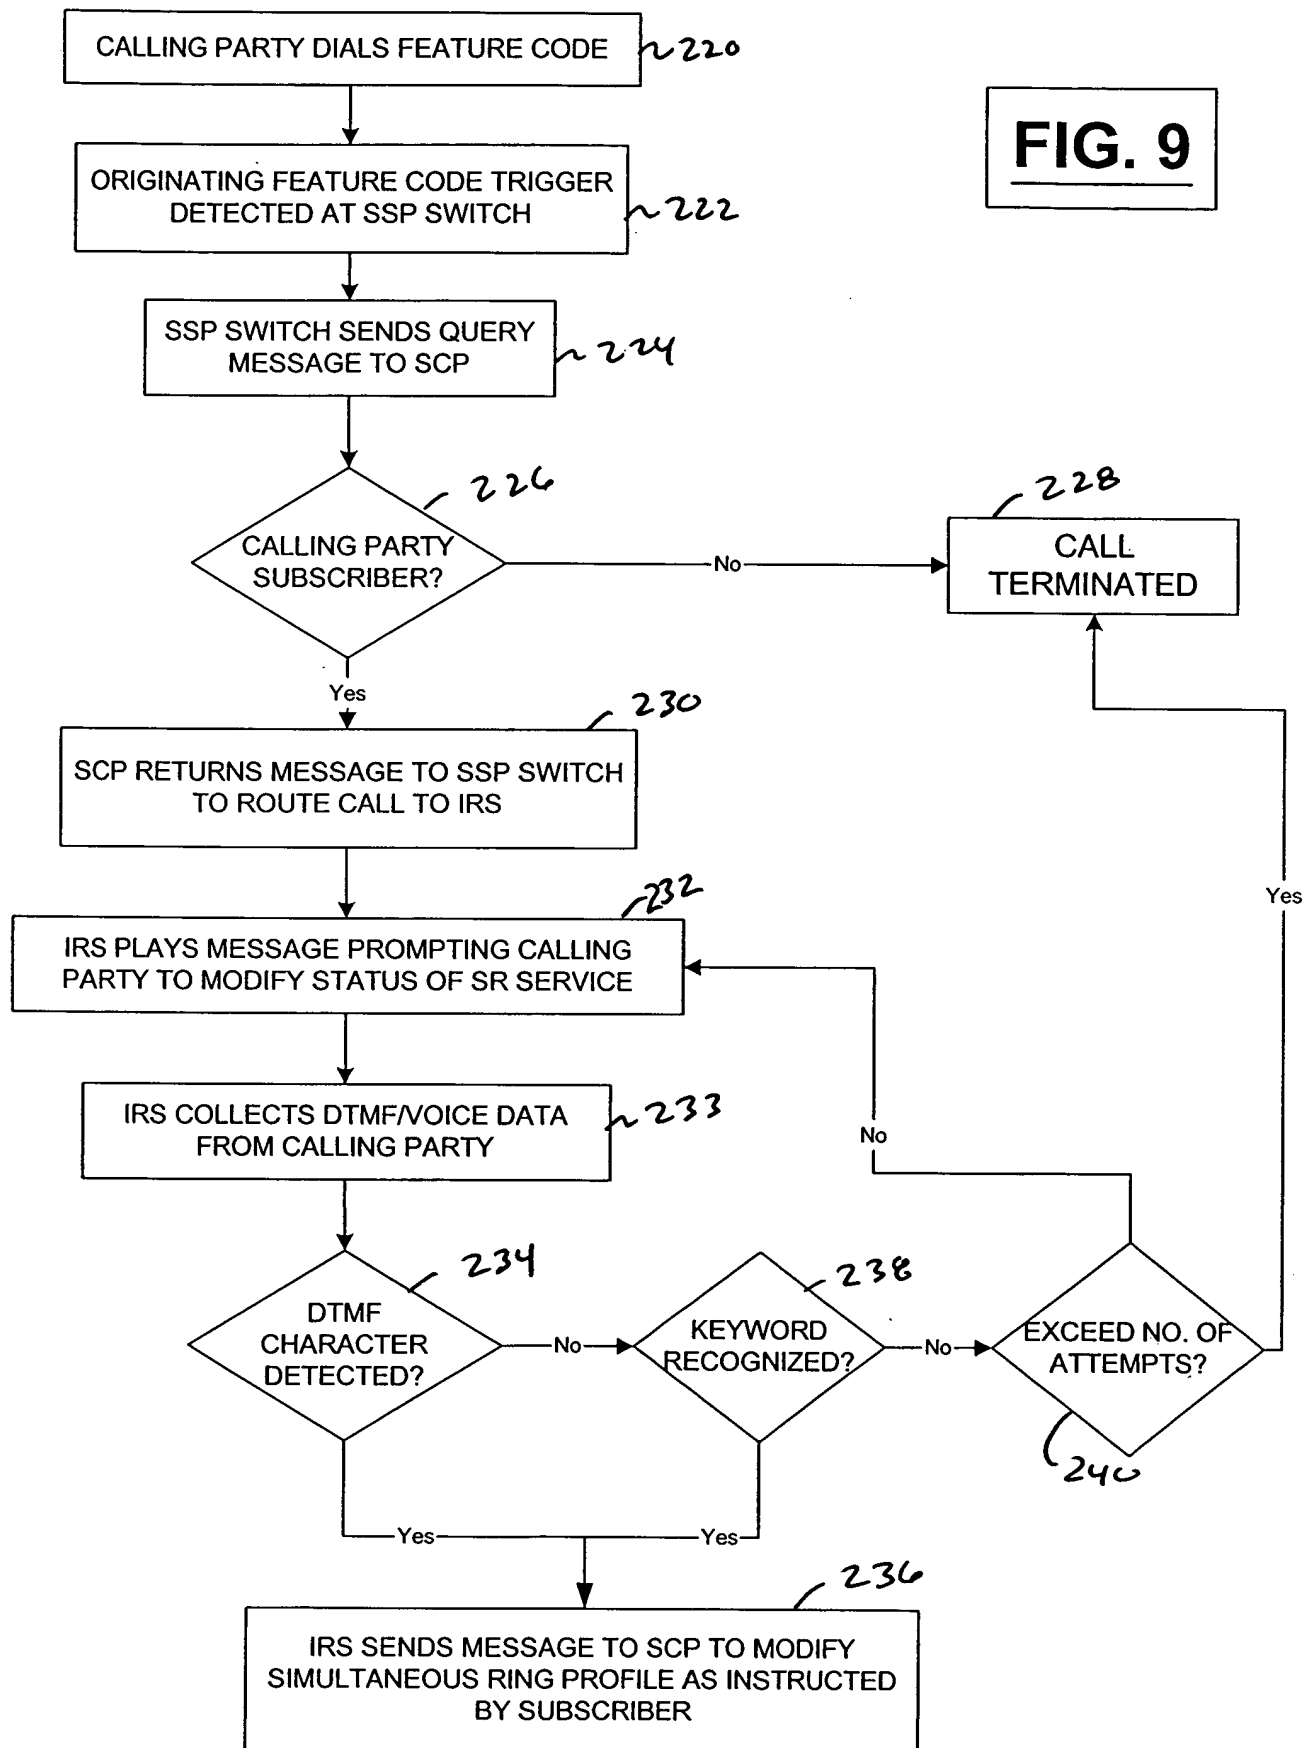 CALLING PARTY DIALS FEATURE CODE
220
FIG. 9
ORIGINATING FEATURE CODE TRIGGER
DETECTED AT SSP SWITCH
222
SSP SWITCH SENDS QUERY
MESSAGE TO SCP
224
226
CALLING PARTY
SUBSCRIBER?
No
228
CALL
TERMINATED
Yes
230
SCP RETURNS MESSAGE TO SSP SWITCH
TO ROUTE CALL TO IRS
Yes
232
IRS PLAYS MESSAGE PROMPTING CALLING
PARTY TO MODIFY STATUS OF SR SERVICE
IRS COLLECTS DTMF/VOICE DATA
FROM CALLING PARTY
233
No
234
DTMF
CHARACTER
DETECTED?
No
238
KEYWORD
RECOGNIZED?
No
EXCEED NO. OF
ATTEMPTS?
240
Yes
Yes
236
IRS SENDS MESSAGE TO SCP TO MODIFY
SIMULTANEOUS RING PROFILE AS INSTRUCTED
BY SUBSCRIBER